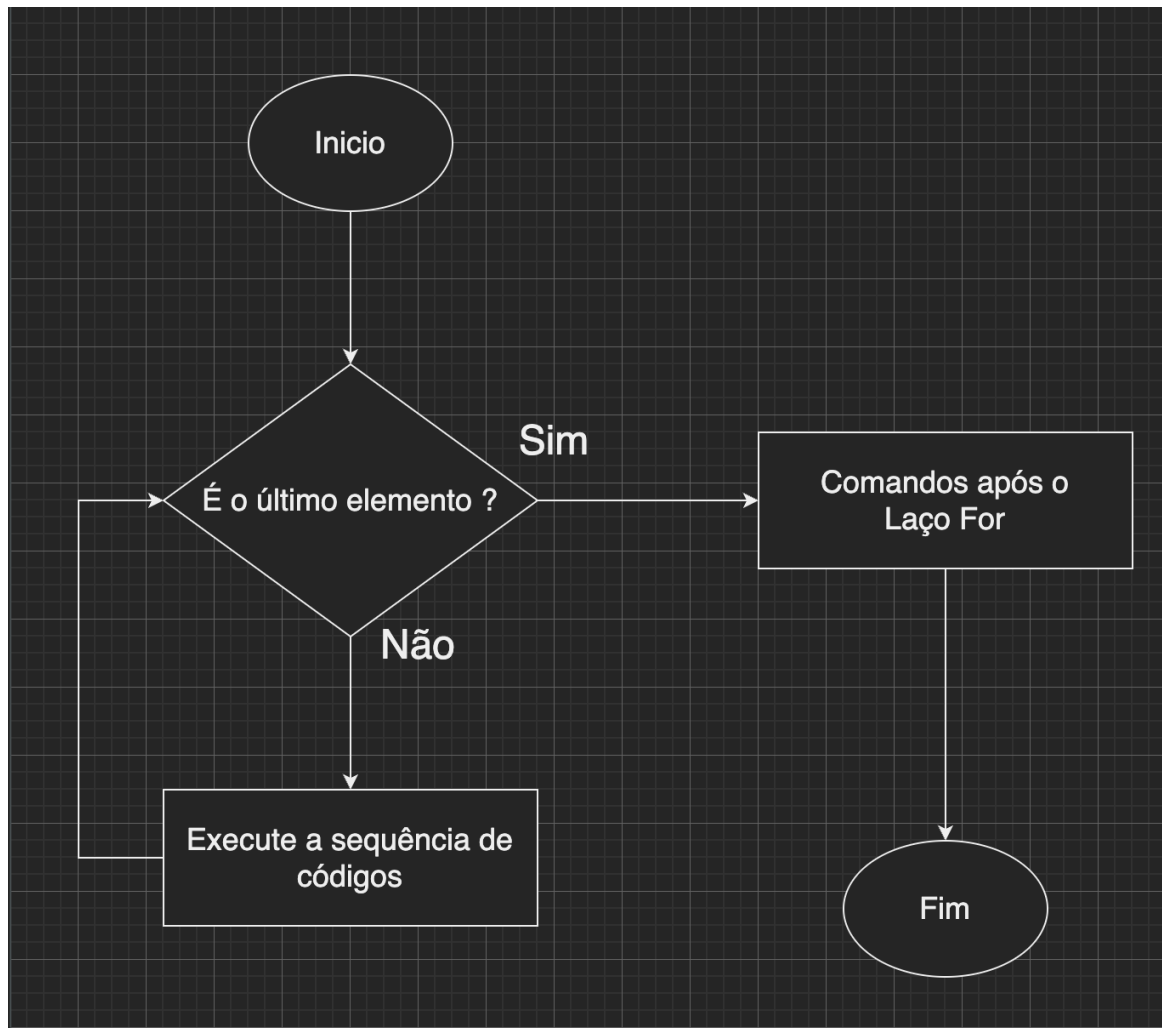 Inicio
Sim
É o último elemento ?
Comandos após o
Laço For
Não
Execute a sequência de
códigos
Fim